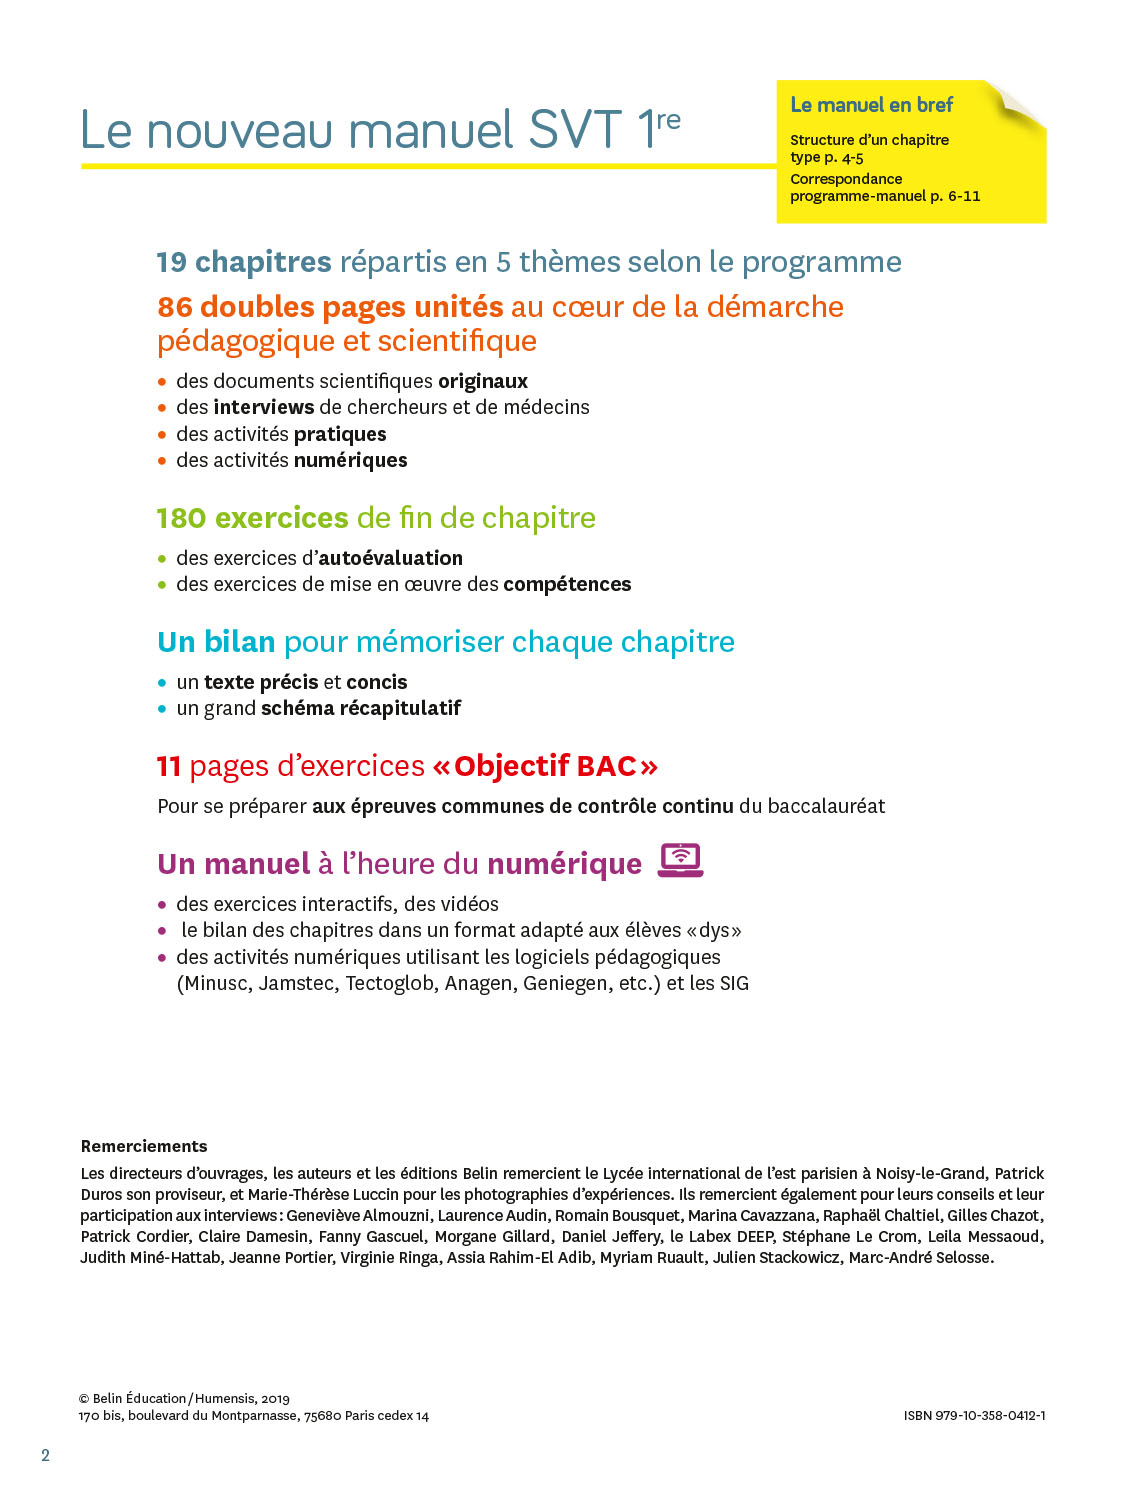 Le nouveau manuel SVT 1re
Le manuel en bref
Structure d’un chapitre
type p. 4-5
Correspondance
programme-manuel p. 6-11
19 chapitres répartis en 5 thèmes selon le programme
86 doubles pages unités au cœur de la démarche
pédagogique et scientifique
• des documents scientifiques originaux
• des interviews de chercheurs et de médecins
• des activités pratiques
• des activités numériques
180 exercices de fin de chapitre
• des exercices d’autoévaluation
• des exercices de mise en œuvre des compétences
Un bilan pour mémoriser chaque chapitre
• un texte précis et concis
• un grand schéma récapitulatif
11 pages d’exercices «Objectif BAC»
Pour se préparer aux épreuves communes de contrôle continu du baccalauréat
Un manuel à l’heure du numérique
• des exercices interactifs, des vidéos
• le bilan des chapitres dans un format adapté aux élèves «dys»
• des activités numériques utilisant les logiciels pédagogiques
(Minusc, Jamstec, Tectoglob, Anagen, Geniegen, etc.) et les SIG
Remerciements
Les directeurs d’ouvrages, les auteurs et les éditions Belin remercient le Lycée international de l’est parisien à Noisy-le-Grand, Patrick
Duros son proviseur, et Marie-Thérèse Luccin pour les photographies d’expériences. Ils remercient également pour leurs conseils et leur
participation aux interviews : Geneviève Almouzni, Laurence Audin, Romain Bousquet, Marina Cavazzana, Raphaël Chaltiel, Gilles Chazot,
Patrick Cordier, Claire Damesin, Fanny Gascuel, Morgane Gillard, Daniel Jeffery, le Labex DEEP, Stéphane Le Crom, Leila Messaoud,
Judith Miné-Hattab, Jeanne Portier, Virginie Ringa, Assia Rahim-El Adib, Myriam Ruault, Julien Stackowicz, Marc-André Selosse.
© Belin Éducation / Humensis, 2019
170 bis, boulevard du Montparnasse, 75680 Paris cedex 14
ISBN 979-10-358-0412-1
2